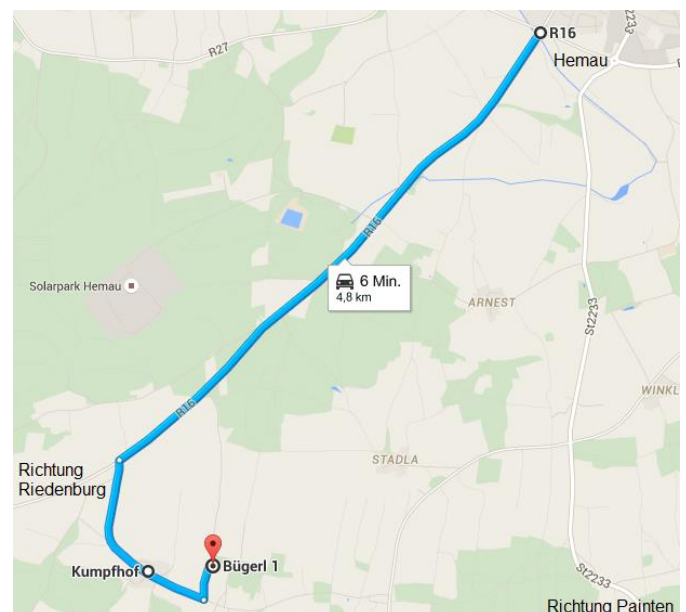 R16
St2233
R27
Hemau
R
R16
6 Min.
4,8 km
Solarpark Hemau
ARNEST
St2233
R16
WINKL
STADLA
Richtung
Riedenburg
Kumpfhof
Bügerl 1
St2233
Richtung Painten